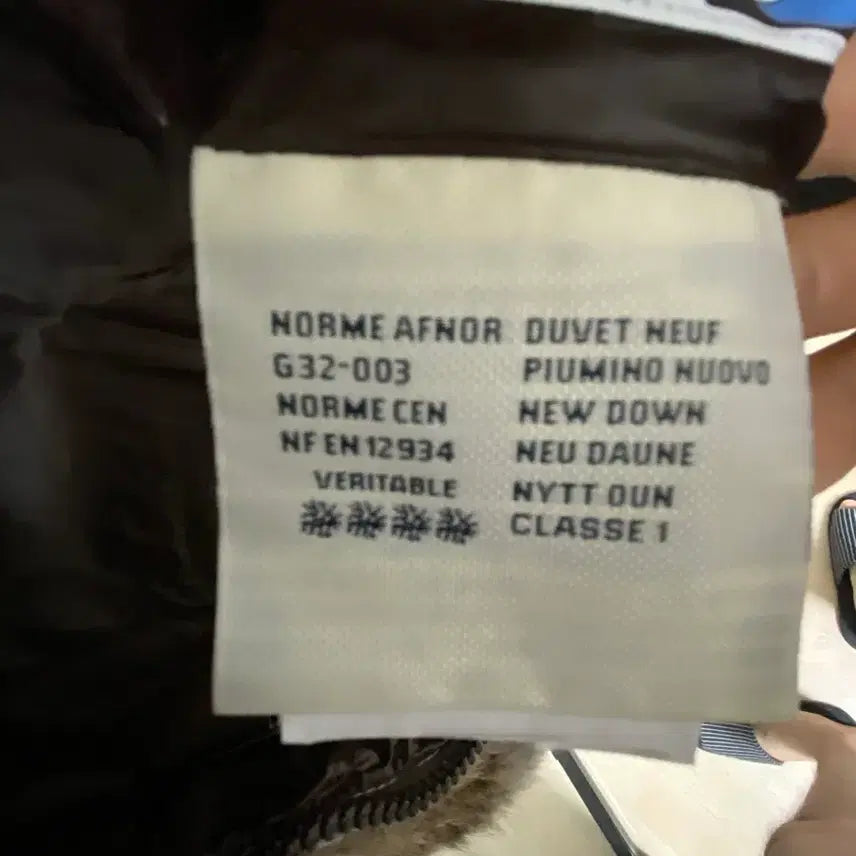 NORME AFNOR
G32-003
NORME CEN
NF EN 12934
VERITABLE
DUVET NEUF
PIUMINO NUOVO
NEW DOWN
NEU DAUNE
NYTT DUN
CLASSE 1